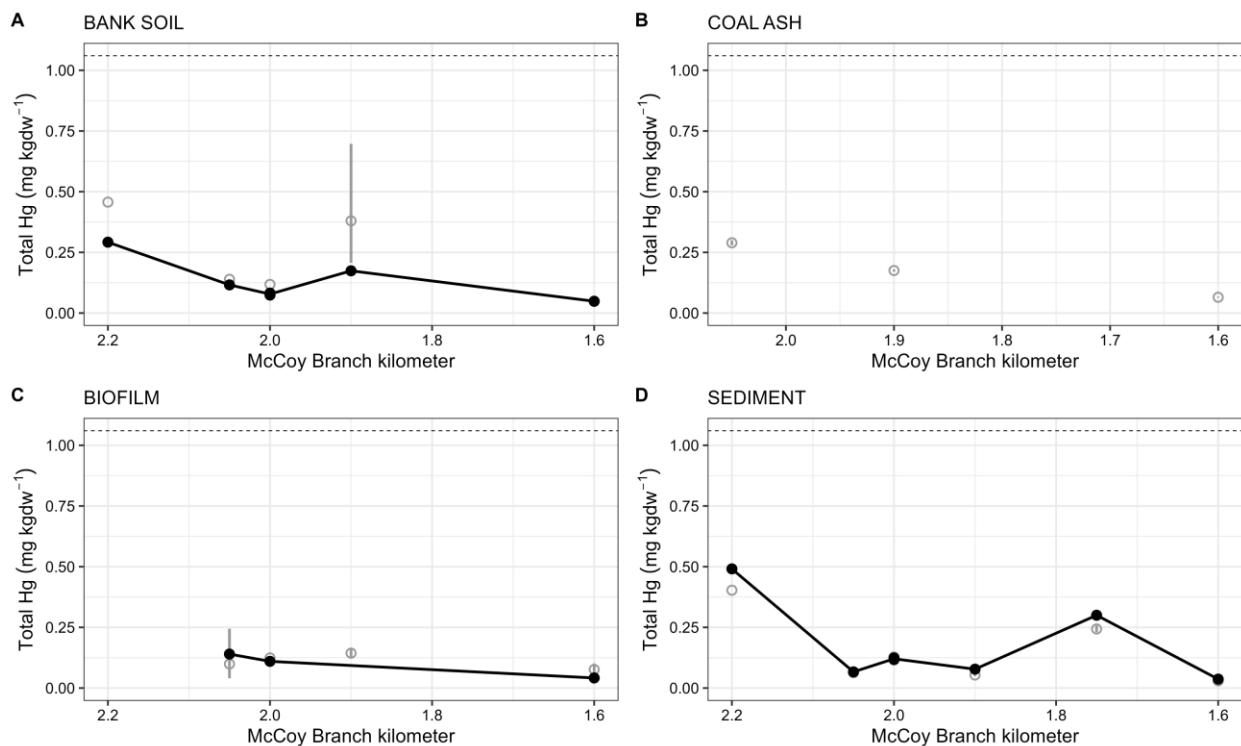 A BANK SOIL
Total Hg (mg kgdw⁻¹)
1.00
0.75
0.50
0.25
0.00
2.2 2.0 1.8 1.6
McCoy Branch kilometer
B COAL ASH
Total Hg (mg kgdw⁻¹)
1.00
0.75
0.50
0.25
0.00
2.0 1.9 1.8 1.7 1.6
McCoy Branch kilometer
C BIOFILM
Total Hg (mg kgdw⁻¹)
1.00
0.75
0.50
0.25
0.00
2.2 2.0 1.8 1.6
McCoy Branch kilometer
D SEDIMENT
Total Hg (mg kgdw⁻¹)
1.00
0.75
0.50
0.25
0.00
2.2 2.0 1.8 1.6
McCoy Branch kilometer